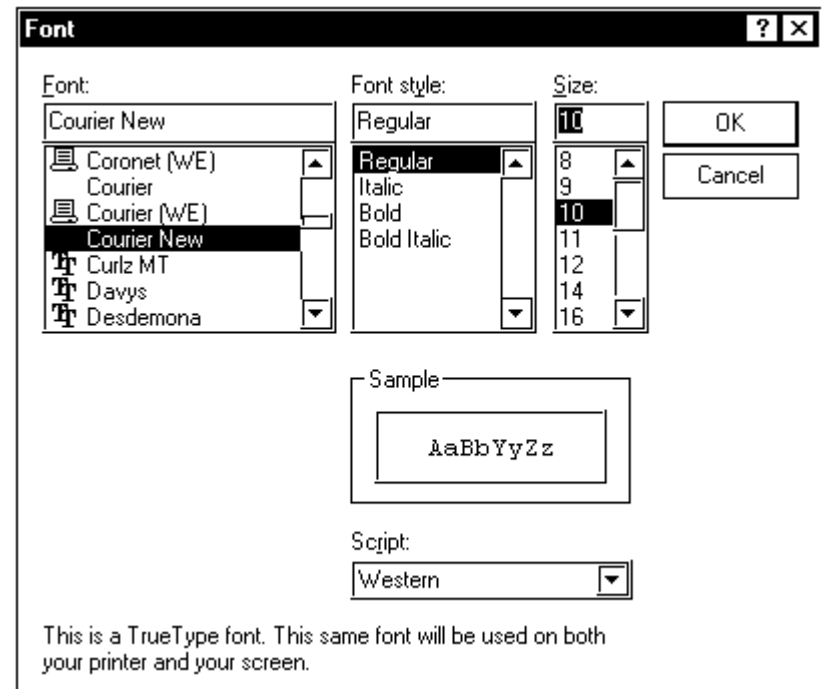 Font
Font:
Courier New
Coronet (WE)
Courier
Courier (WE)
Courier New
Curlz MT
Davys
Desdemona
Font style:
Regular
Regular
Italic
Bold
Bold Italic
Size:
10
8
9
10
11
12
14
16
OK
Cancel
Sample
AaBbYyZz
Script:
Western
This is a TrueType font. This same font will be used on both
your printer and your screen.